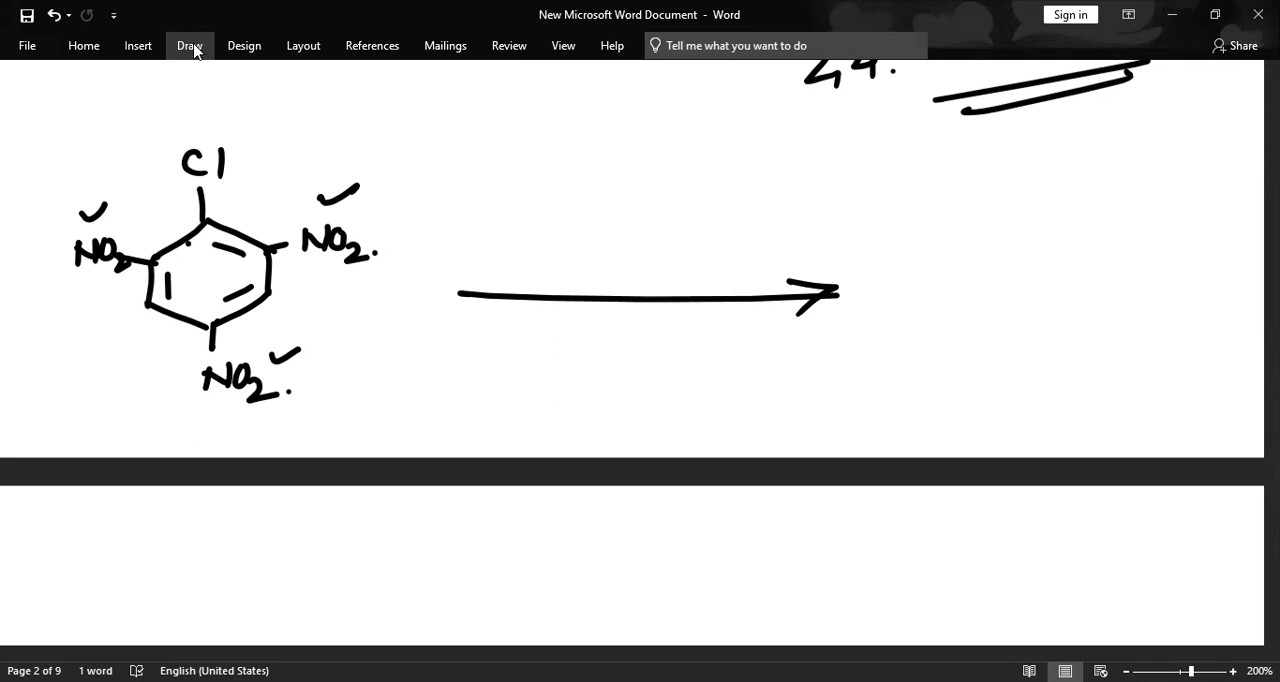 New Microsoft Word Document - Word
Sign in
File Home Insert Draw Design Layout References Mailings Review View Help Tell me what you want to do Share
44.
Cl
NO2 NO2.
NO2.
Page 2 of 9 1 word English (United States) 200%